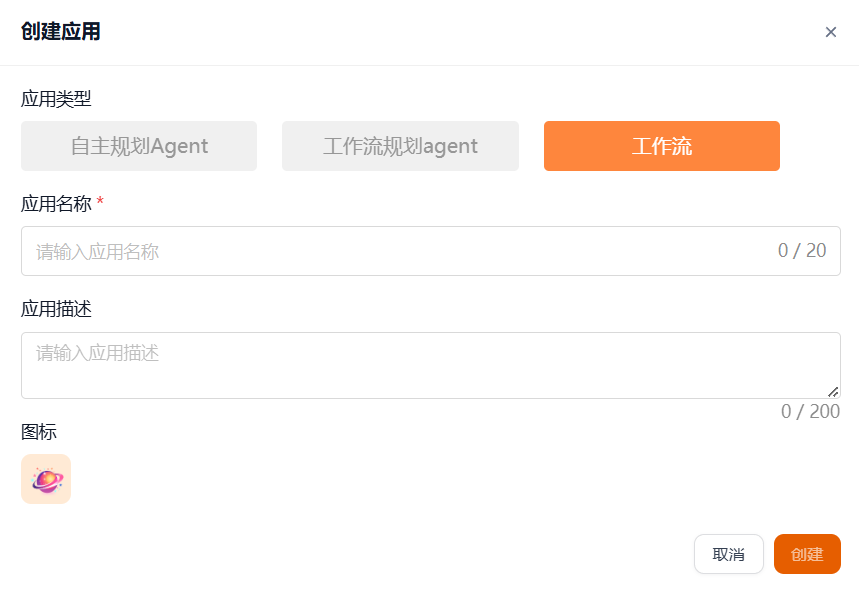 创建应用
应用类型
自主规划Agent 工作流规划agent 工作流
应用名称 *
请输入应用名称 0 / 20
应用描述
请输入应用描述
0 / 200
图标
取消 创建